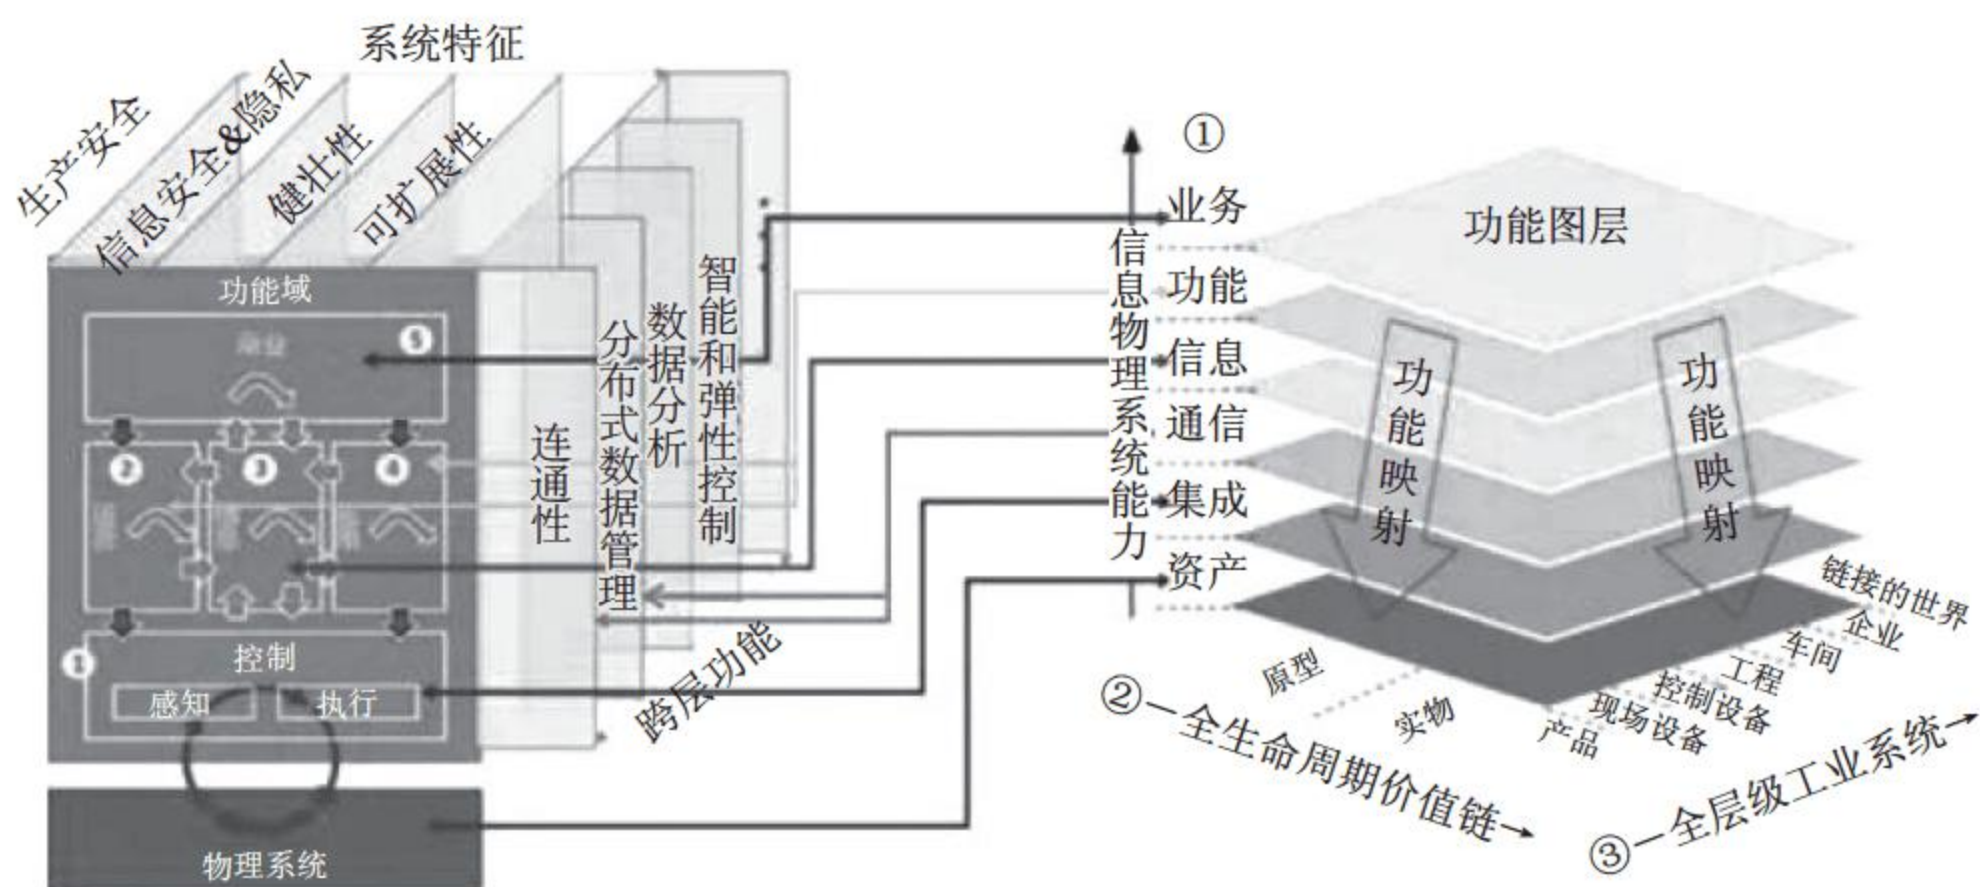 系统特征
生产安全
信息安全&隐私
健壮性
可扩展性
功能域
❺
❷
❸
❹
❶
控制
感知
执行
物理系统
连通性
分布式数据管理
数据分析
智能和弹性控制
跨层功能
①
信息物理系统能力
业务
功能
信息
通信
集成
资产
功能图层
功能映射
功能映射
原型
实物
②—全生命周期价值链
产品
现场设备
控制设备
工程
车间
企业
链接的世界
③—全层级工业系统